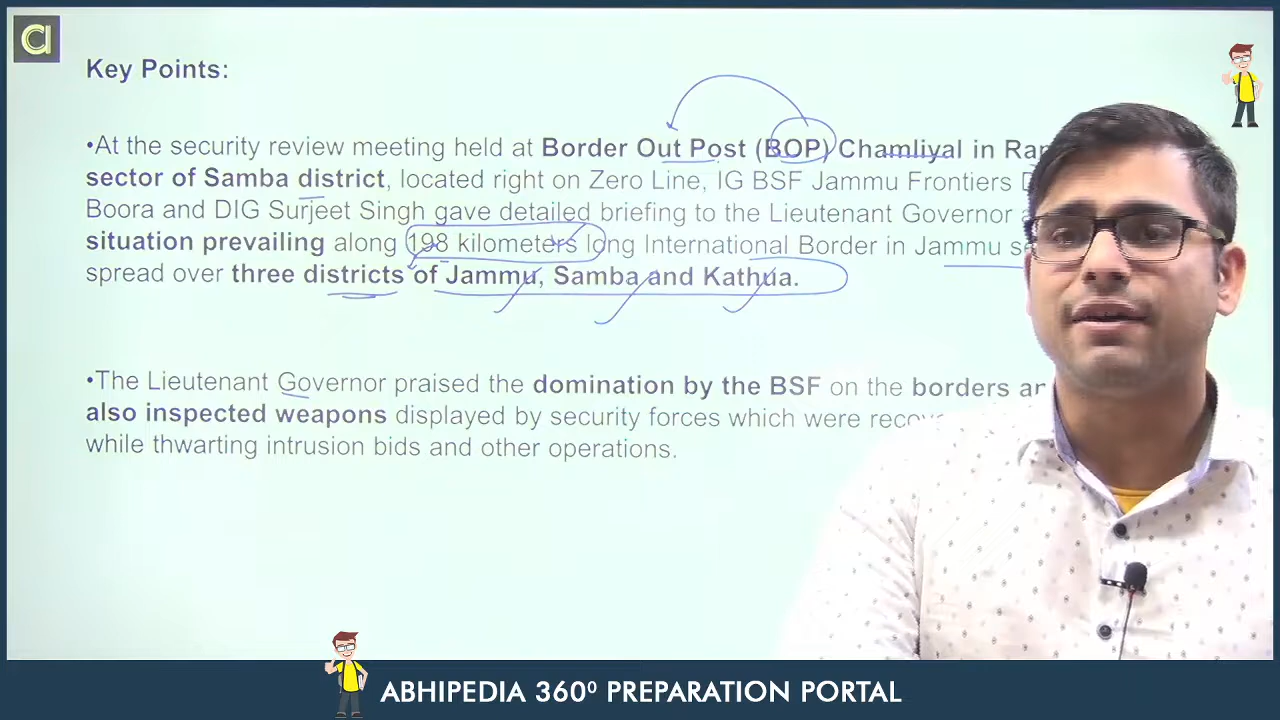 a
Key Points:
•At the security review meeting held at Border Out Post (BOP) Chamliyal in
sector of Samba district, located right on Zero Line, IG BSF Jammu Frontiers
Boora and DIG Surjeet Singh gave detailed briefing to the Lieutenant Governor
situation prevailing along 198 kilometers long International Border in Jammu
spread over three districts of Jammu, Samba and Kathua.
•The Lieutenant Governor praised the domination by the BSF on the borders
also inspected weapons displayed by security forces which were
while thwarting intrusion bids and other operations.
ABHIPEDIA 360⁰ PREPARATION PORTAL